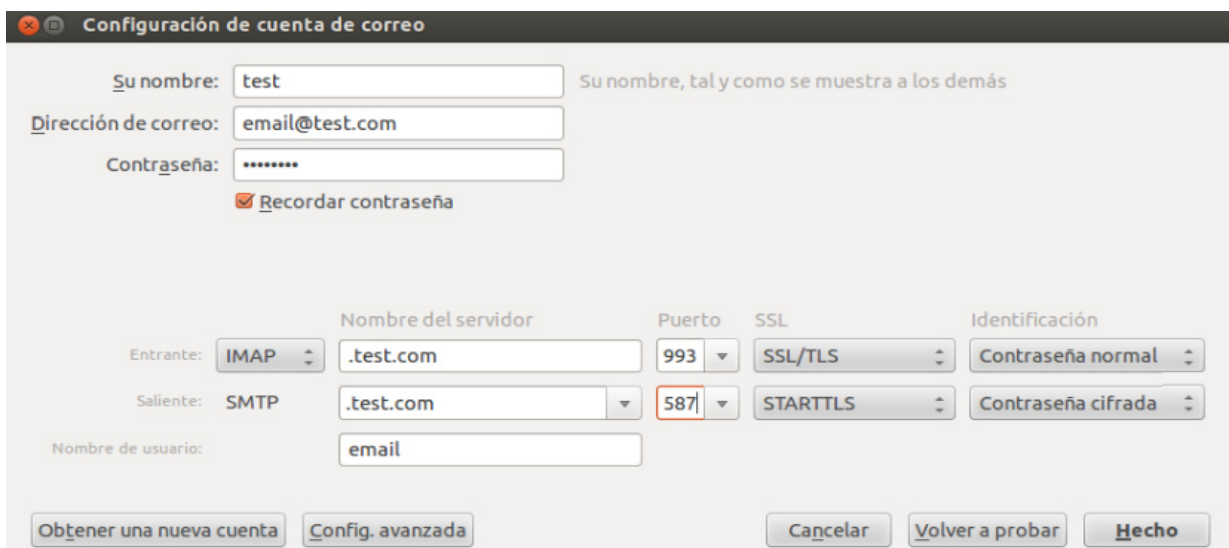 Configuración de cuenta de correo
Su nombre: test Su nombre, tal y como se muestra a los demás
Dirección de correo: email@test.com
Contraseña: ••••••••
Recordar contraseña
Nombre del servidor Puerto SSL Identificación
Entrante: IMAP .test.com 993 SSL/TLS Contraseña normal
Saliente: SMTP .test.com 587 STARTTLS Contraseña cifrada
Nombre de usuario: email
Obtener una nueva cuenta Config. avanzada Cancelar Volver a probar Hecho